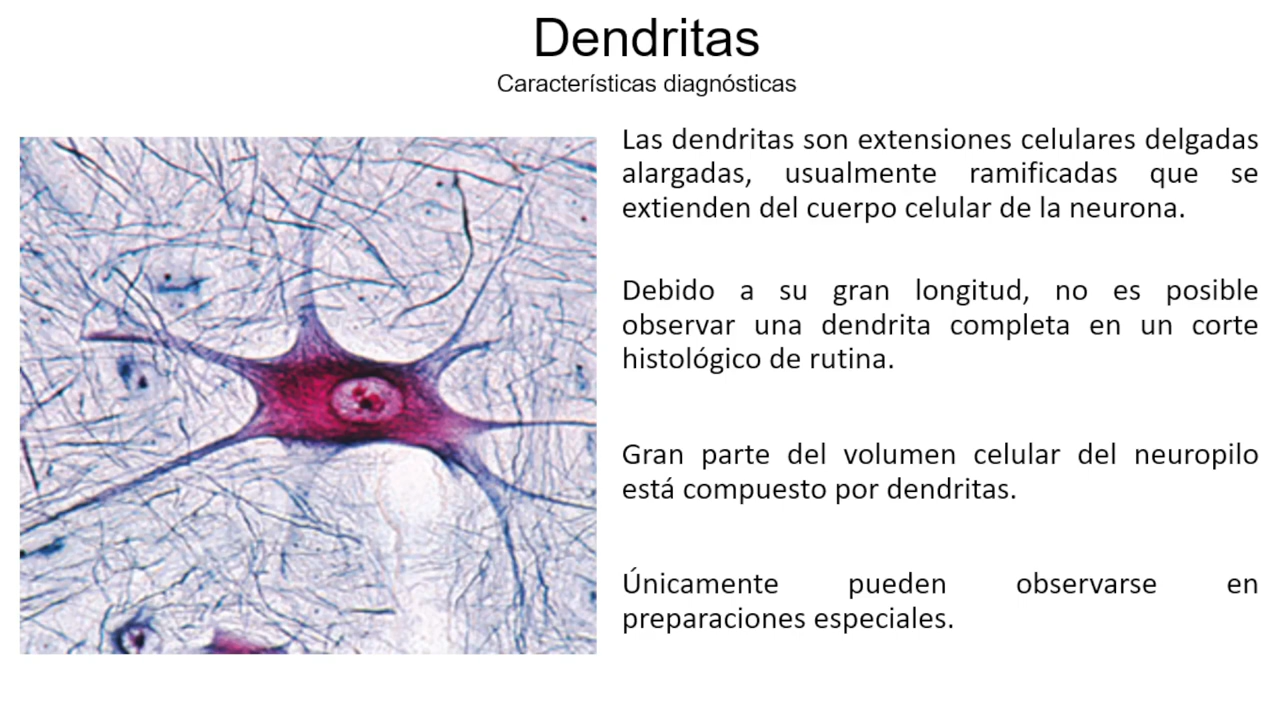 Dendritas
Características diagnósticas
Las dendritas son extensiones celulares delgadas
alargadas, usualmente ramificadas que se
extienden del cuerpo celular de la neurona.
Debido a su gran longitud, no es posible
observar una dendrita completa en un corte
histológico de rutina.
Gran parte del volumen celular del neuropilo
está compuesto por dendritas.
Únicamente pueden observarse en
preparaciones especiales.